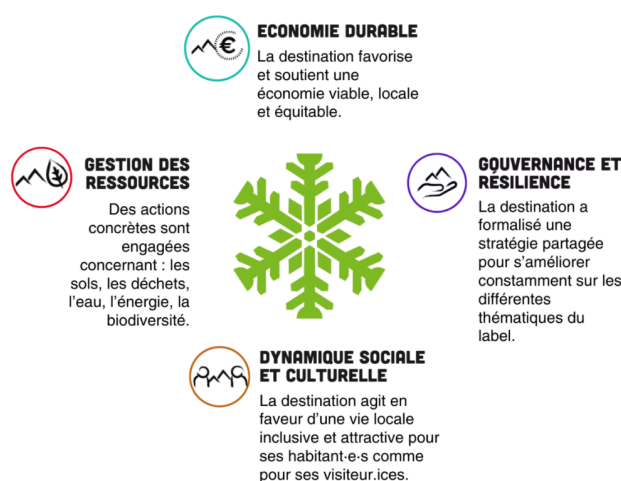 ECONOMIE DURABLE
La destination favorise
et soutient une
économie viable, locale
et équitable.
GESTION DES
RESSOURCES
Des actions
concrètes sont
engagées
concernant : les
sols, les déchets,
l'eau, l'énergie, la
biodiversité.
GOUVERNANCE ET
RÉSILIENCE
La destination a
formalisé une
stratégie partagée
pour s'améliorer
constamment sur les
différentes
thématiques du
label.
DYNAMIQUE SOCIALE
ET CULTURELLE
La destination agit en
faveur d'une vie locale
inclusive et attractive pour
ses habitant·e·s comme
pour ses visiteur.ices.